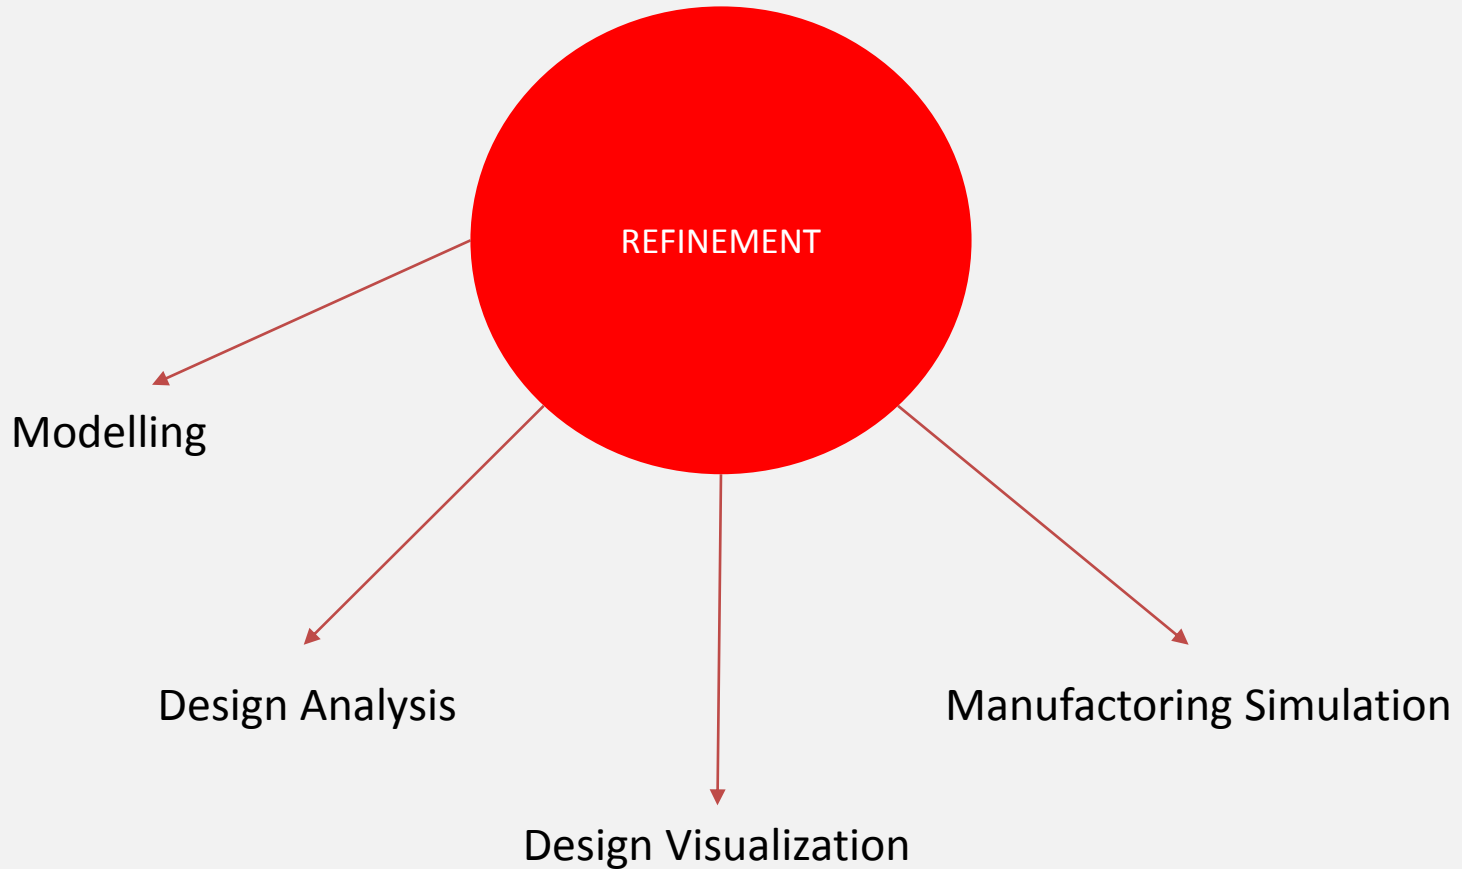 REFINEMENT
Modelling
Design Analysis
Manufactoring Simulation
Design Visualization